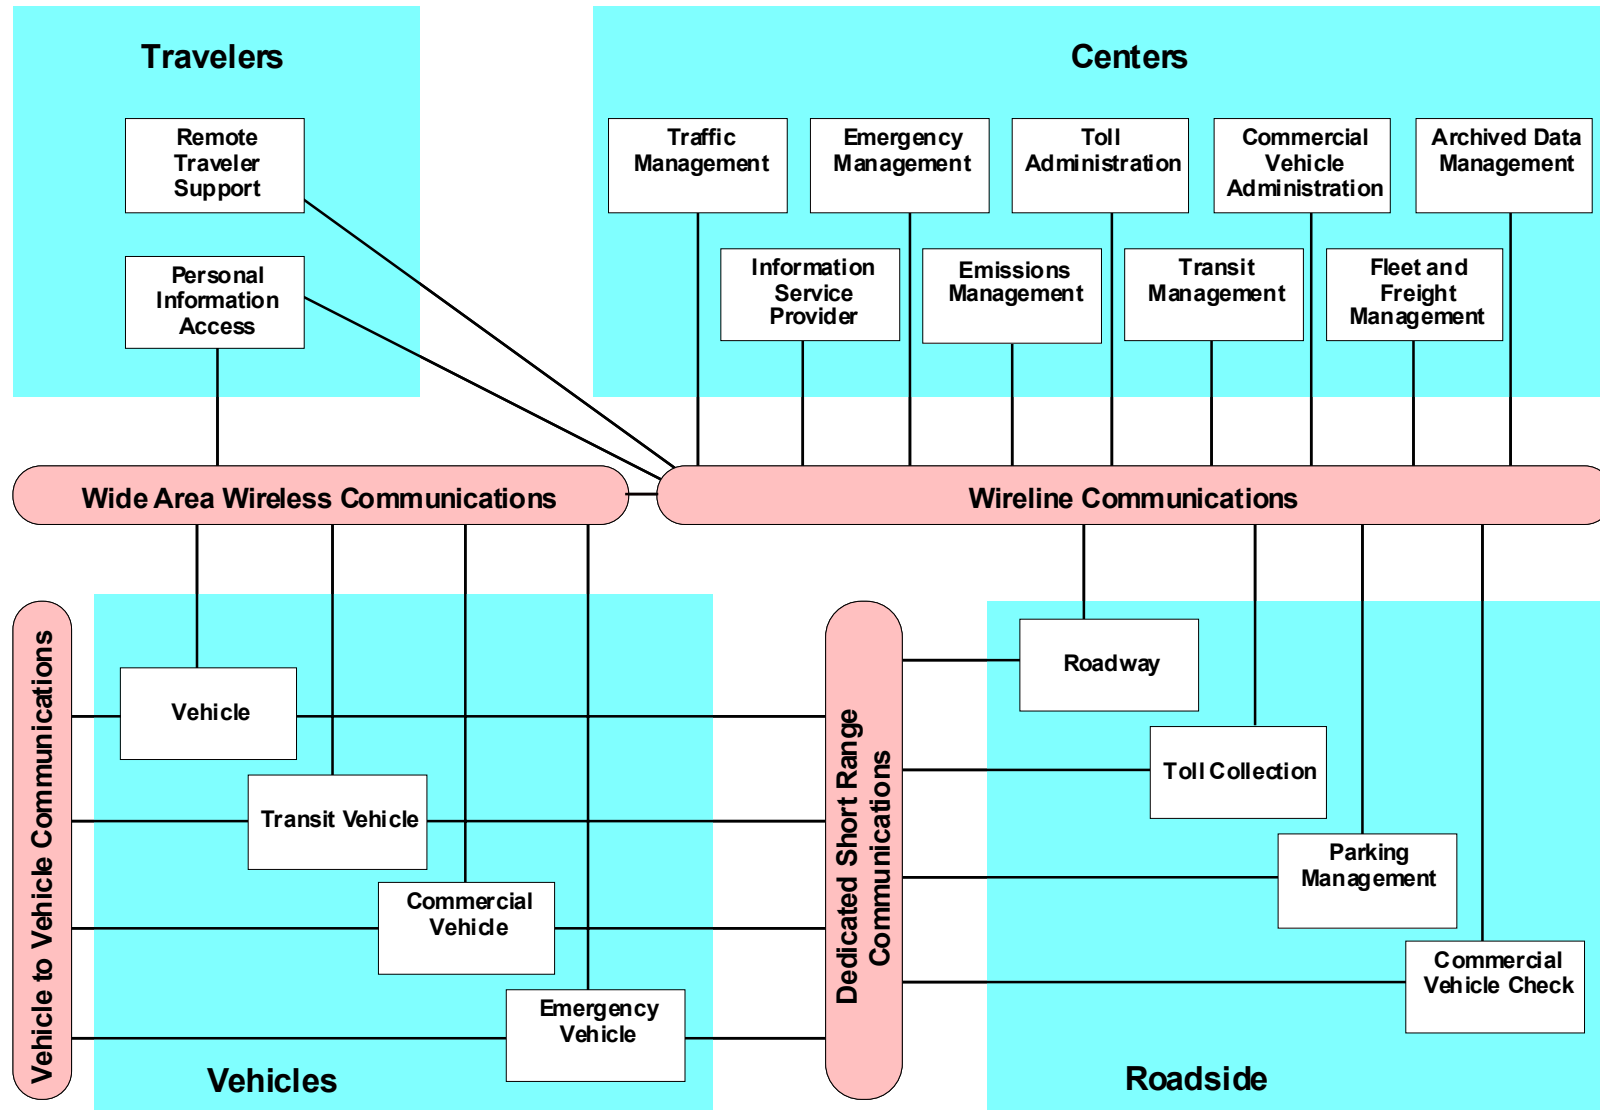 Travelers
Remote
Traveler
Support
Personal
Information
Access
Centers
Traffic
Management
Emergency
Management
Toll
Administration
Commercial
Vehicle
Administration
Archived Data
Management
Information
Service
Provider
Emissions
Management
Transit
Management
Fleet and
Freight
Management
Wide Area Wireless Communications
Wireline Communications
Vehicle to Vehicle Communications
Vehicle
Transit Vehicle
Commercial
Vehicle
Emergency
Vehicle
Vehicles
Dedicated Short Range
Communications
Roadway
Toll Collection
Parking
Management
Commercial
Vehicle Check
Roadside